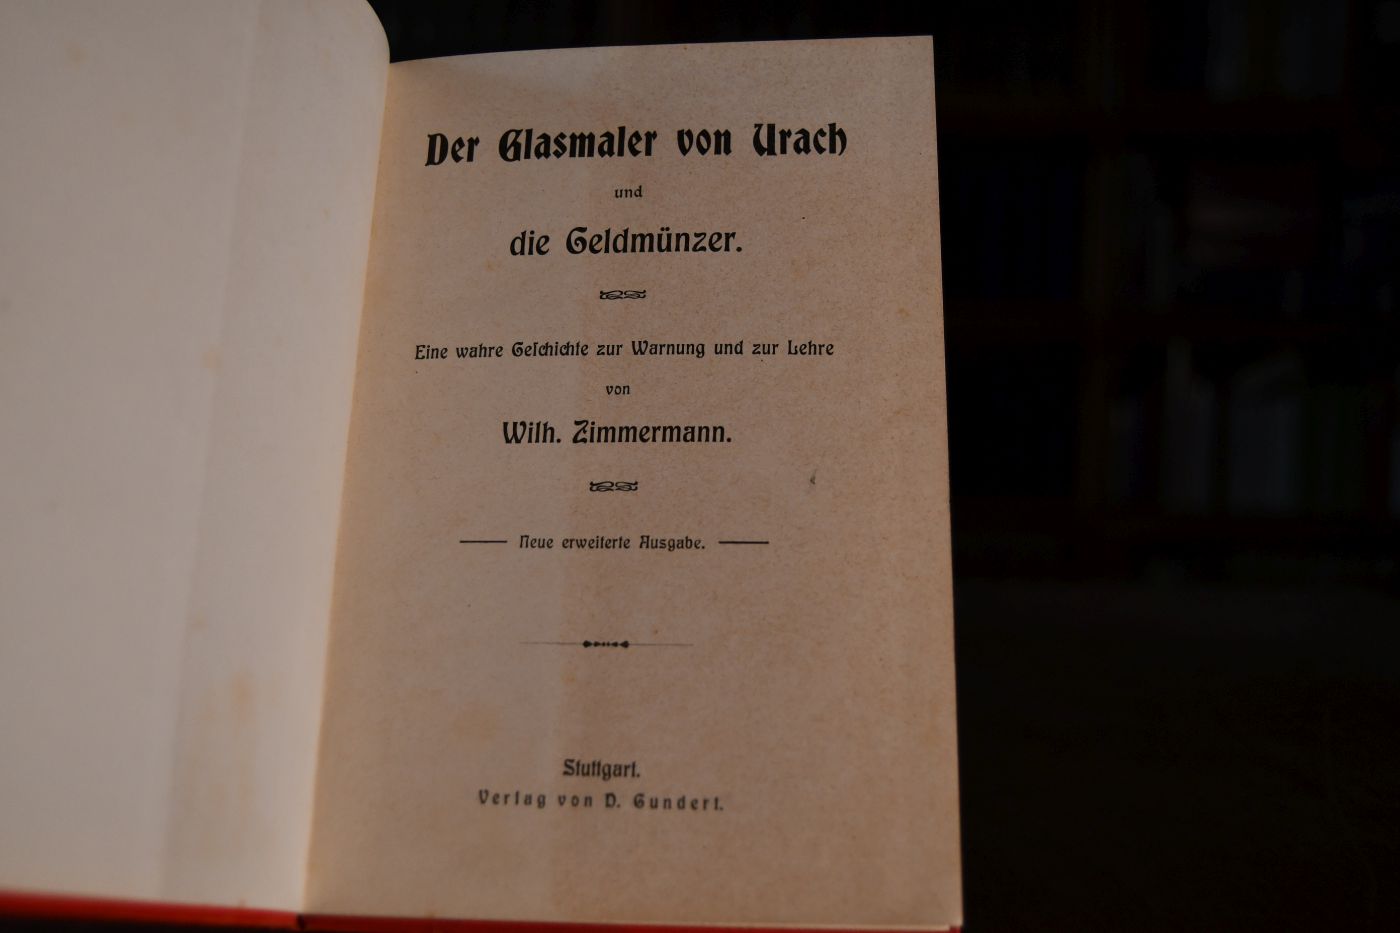 Der Glasmaler von Urach
und
die Geldmünzer.
Eine wahre Geſchichte zur Warnung und zur Lehre
von
Wilh. Zimmermann.
Neue erweiterte Ausgabe.
Stuttgart.
Verlag von D. Gundert.